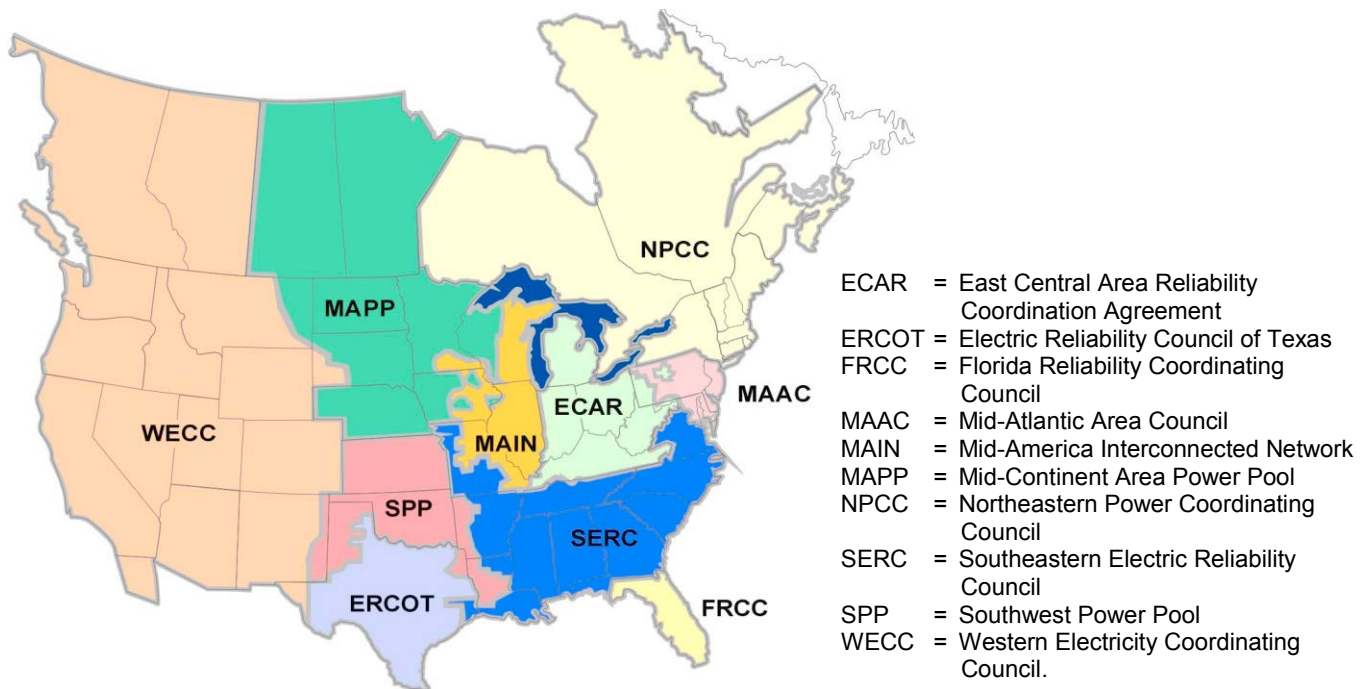 NPCC
MAPP
MAAC
ECAR
WECC
MAIN
SPP
SERC
ERCOT
FRCC
ECAR = East Central Area Reliability
Coordination Agreement
ERCOT = Electric Reliability Council of Texas
FRCC = Florida Reliability Coordinating
Council
MAAC = Mid-Atlantic Area Council
MAIN = Mid-America Interconnected Network
MAPP = Mid-Continent Area Power Pool
NPCC = Northeastern Power Coordinating
Council
SERC = Southeastern Electric Reliability
Council
SPP = Southwest Power Pool
WECC = Western Electricity Coordinating
Council.